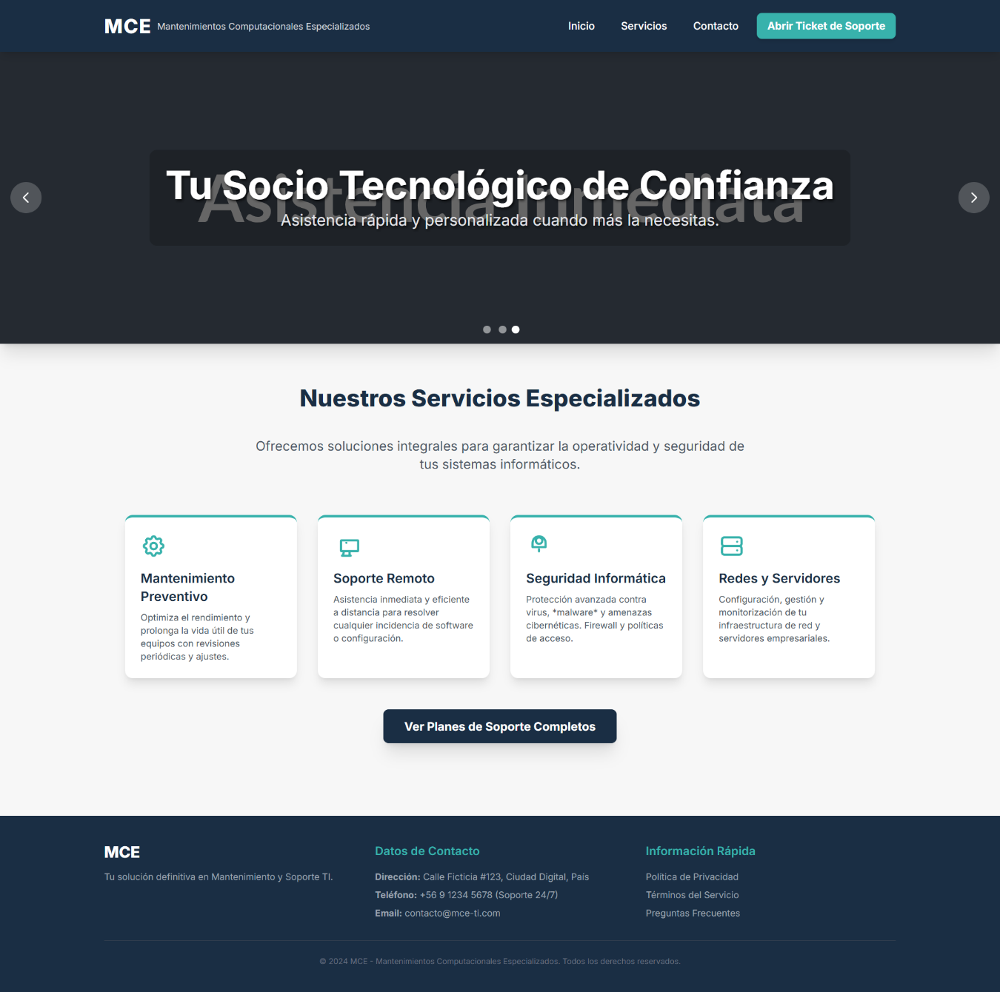 MCE Mantenimientos Computacionales Especializados
Inicio
Servicios
Contacto
Abrir Ticket de Soporte
Tu Socio Tecnológico de Confianza
Asistencia Inmediata
Asistencia rápida y personalizada cuando más la necesitas.
Nuestros Servicios Especializados
Ofrecemos soluciones integrales para garantizar la operatividad y seguridad de
tus sistemas informáticos.
Mantenimiento
Preventivo
Optimiza el rendimiento y
prolonga la vida útil de tus
equipos con revisiones
periódicas y ajustes.
Soporte Remoto
Asistencia inmediata y eficiente
a distancia para resolver
cualquier incidencia de software
o configuración.
Seguridad Informática
Protección avanzada contra
virus, *malware* y amenazas
cibernéticas. Firewall y políticas
de acceso.
Redes y Servidores
Configuración, gestión y
monitorización de tu
infraestructura de red y
servidores empresariales.
Ver Planes de Soporte Completos
MCE
Tu solución definitiva en Mantenimiento y Soporte TI.
Datos de Contacto
Dirección: Calle Ficticia #123, Ciudad Digital, País
Teléfono: +56 9 1234 5678 (Soporte 24/7)
Email: contacto@mce-ti.com
Información Rápida
Política de Privacidad
Términos del Servicio
Preguntas Frecuentes
© 2024 MCE - Mantenimientos Computacionales Especializados. Todos los derechos reservados.